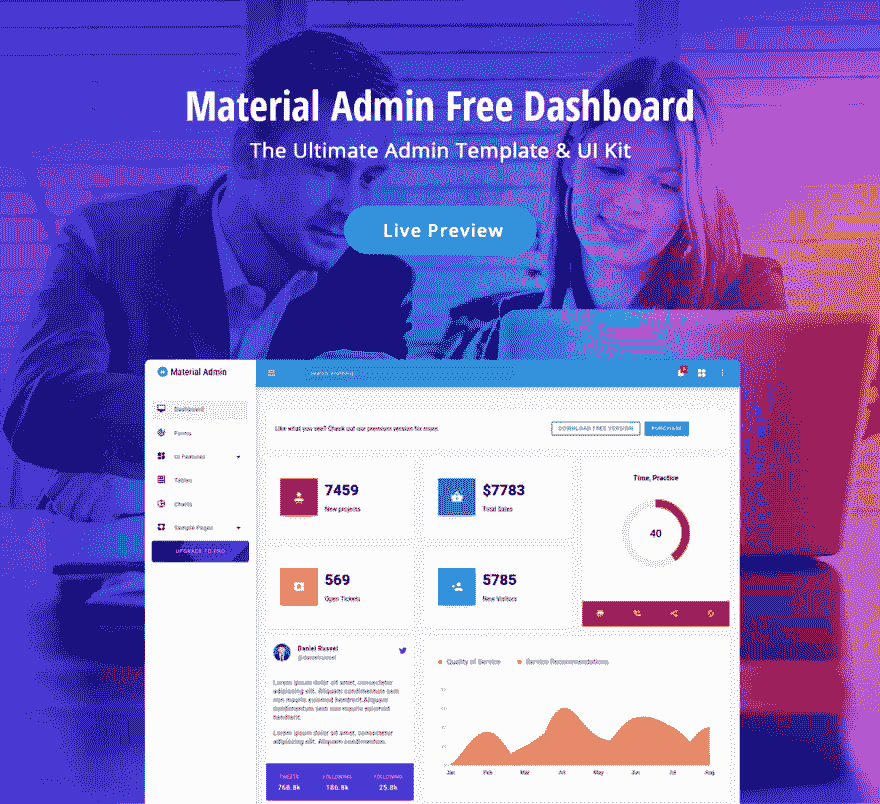 Material Admin Free Dashboard
The Ultimate Admin Template & UI Kit
Live Preview
Material Admin
Dashboard
Forms
UI Features
Tables
Charts
Sample Pages
UPGRADE TO PRO
Like what you see? Check out our premium version for more.
DOWNLOAD FREE VERSION
7459
New projects
$7783
Total Sales
Time, Practice
40
569
Open Tickets
5785
New Visitors
Daniel Russel
@danielrussel
Lorem ipsum dolor sit amet, consectetur
adipiscing elit. Aliquam condimentum sem
non mauris euismod hendrerit Aliquam
condimentum sem non mauris euismod
hendrerit.
Lorem ipsum dolor sit amet, consectetur
adipiscing elit. Aliquam condimentum.
TWEETS FOLLOWING FOLLOWING
768.8k 186.8k 25.8k
Quality of Service Service Recommendations
Jan Feb Mar May Jun Jul Aug